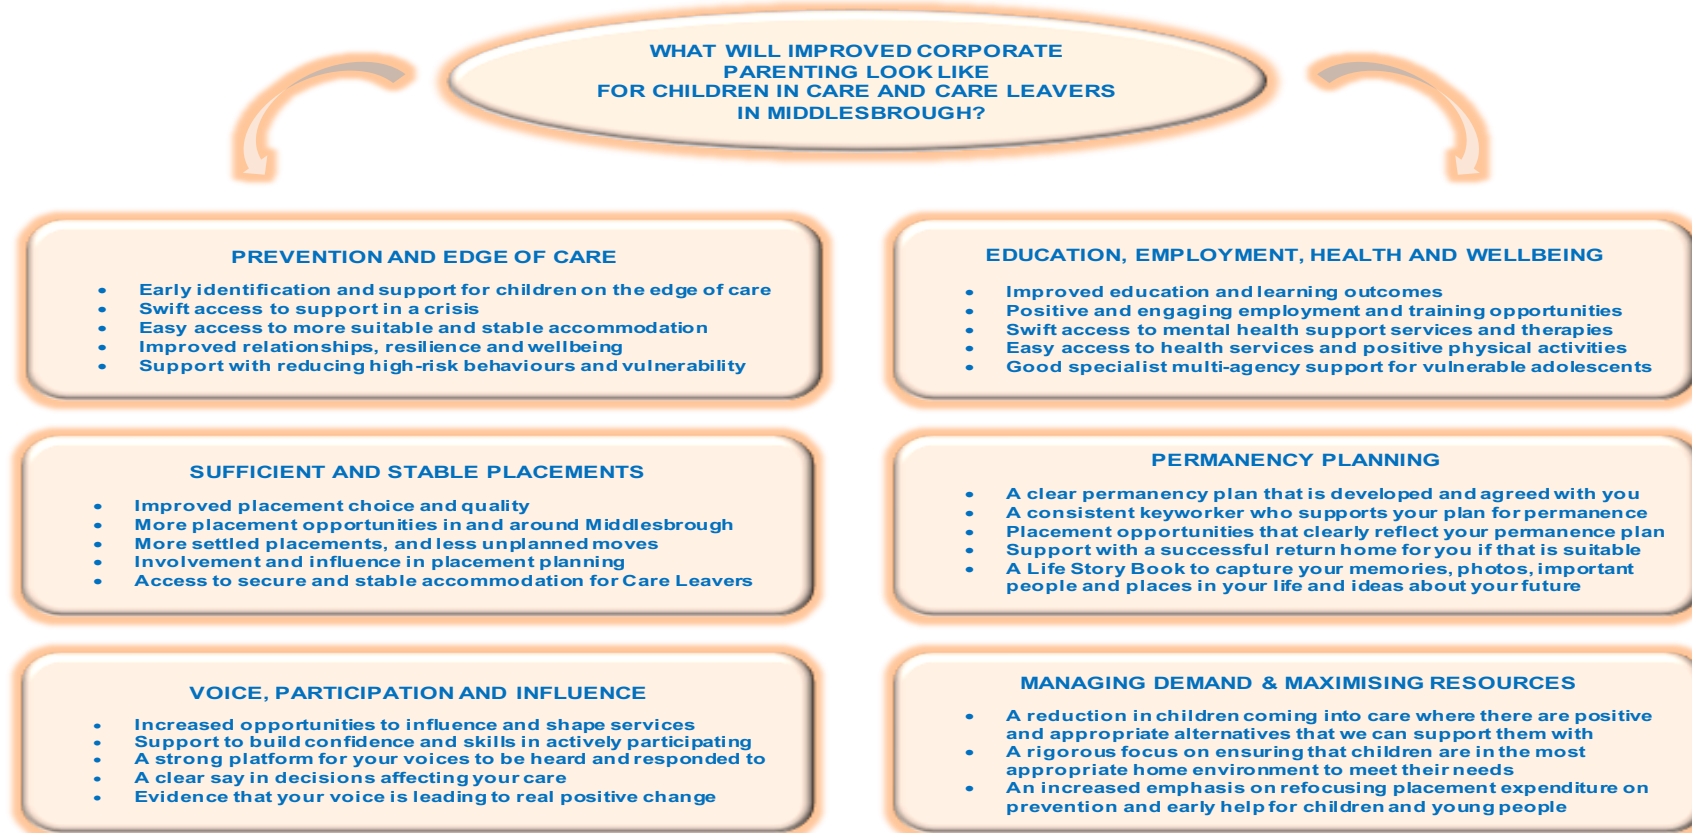 WHAT WILL IMPROVED CORPORATE
PARENTING LOOK LIKE
FOR CHILDREN IN CARE AND CARE LEAVERS
IN MIDDLESBROUGH?
PREVENTION AND EDGE OF CARE
• Early identification and support for children on the edge of care
• Swift access to support in a crisis
• Easy access to more suitable and stable accommodation
• Improved relationships, resilience and wellbeing
• Support with reducing high-risk behaviours and vulnerability
EDUCATION, EMPLOYMENT, HEALTH AND WELLBEING
• Improved education and learning outcomes
• Positive and engaging employment and training opportunities
• Swift access to mental health support services and therapies
• Easy access to health services and positive physical activities
• Good specialist multi-agency support for vulnerable adolescents
SUFFICIENT AND STABLE PLACEMENTS
• Improved placement choice and quality
• More placement opportunities in and around Middlesbrough
• More settled placements, and less unplanned moves
• Involvement and influence in placement planning
• Access to secure and stable accommodation for Care Leavers
PERMANENCY PLANNING
• A clear permanency plan that is developed and agreed with you
• A consistent keyworker who supports your plan for permanence
• Placement opportunities that clearly reflect your permanence plan
• Support with a successful return home for you if that is suitable
• A Life Story Book to capture your memories, photos, important
people and places in your life and ideas about your future
VOICE, PARTICIPATION AND INFLUENCE
• Increased opportunities to influence and shape services
• Support to build confidence and skills in actively participating
• A strong platform for your voices to be heard and responded to
• A clear say in decisions affecting your care
• Evidence that your voice is leading to real positive change
MANAGING DEMAND & MAXIMISING RESOURCES
• A reduction in children coming into care where there are positive
and appropriate alternatives that we can support them with
• A rigorous focus on ensuring that children are in the most
appropriate home environment to meet their needs
• An increased emphasis on refocusing placement expenditure on
prevention and early help for children and young people